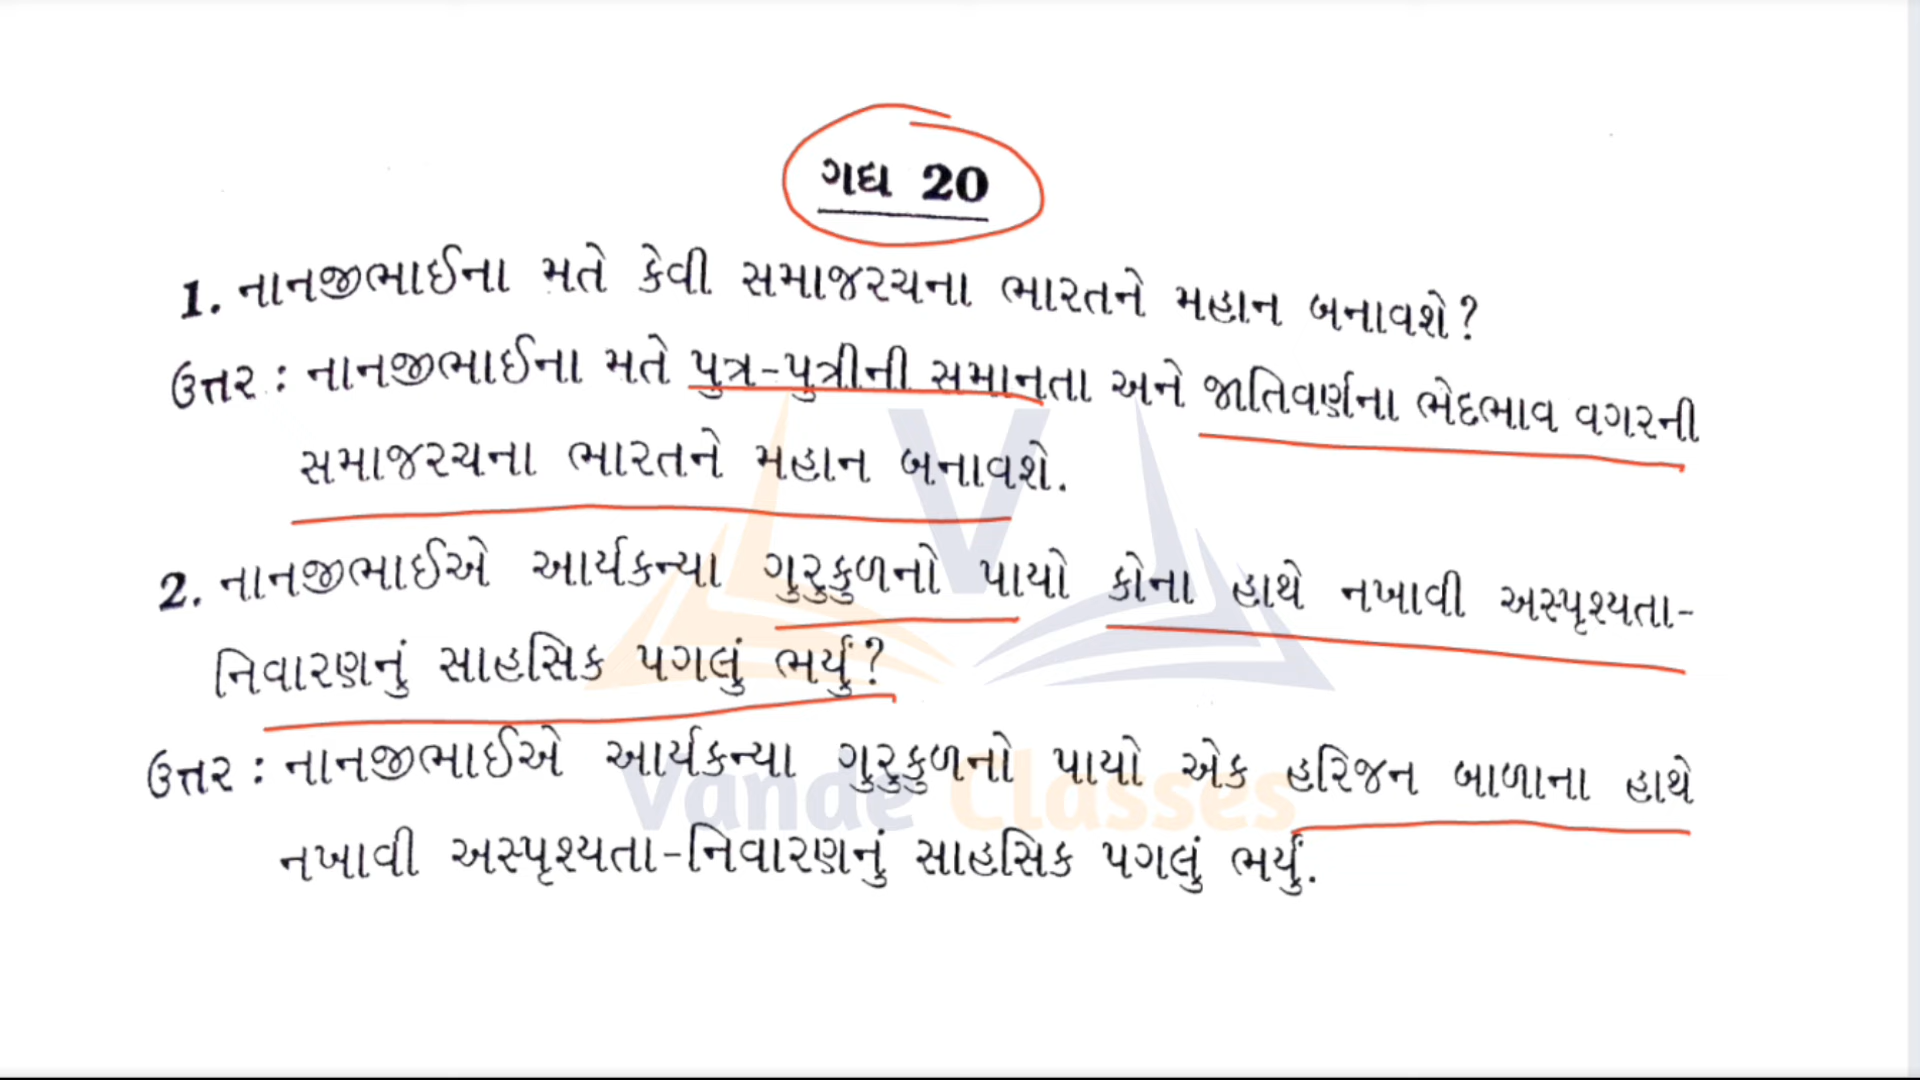 ગદ્ય 20
1. નાનજીભાઈના મતે કેવી સમાજરચના ભારતને મહાન બનાવશે?
ઉત્તર : નાનજીભાઈના મતે પુત્ર-પુત્રીની સમાનતા અને જાતિવર્ણના ભેદભાવ વગરની
સમાજરચના ભારતને મહાન બનાવશે.
2. નાનજીભાઈએ આર્યકન્યા ગુરુકુળનો પાયો કોના હાથે નખાવી અસ્પૃશ્યતા-
નિવારણનું સાહસિક પગલું ભર્યું?
ઉત્તર : નાનજીભાઈએ આર્યકન્યા ગુરુકુળનો પાયો એક હરિજન બાળાના હાથે
Vande Classes
નખાવી અસ્પૃશ્યતા-નિવારણનું સાહસિક પગલું ભર્યું.